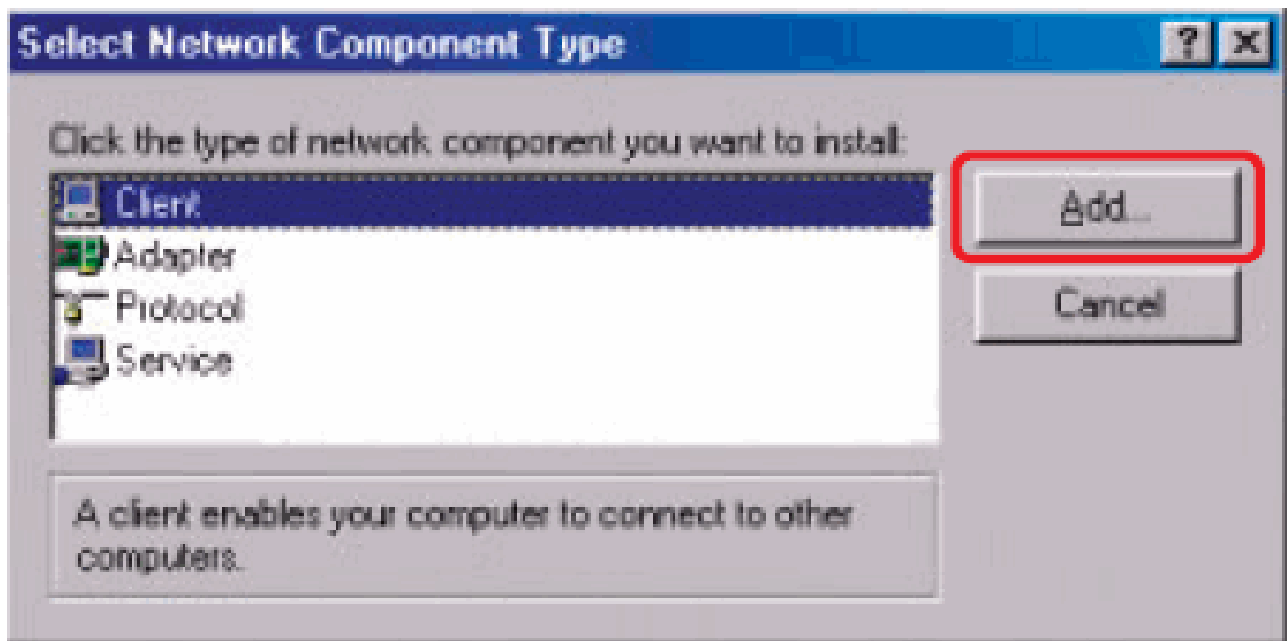 Select Network Component Type
Click the type of network component you want to install:
Client
Adapter
Protocol
Service
Add...
Cancel
A client enables your computer to connect to other
computers.